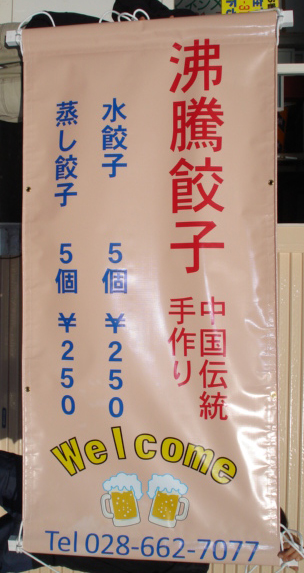 沸騰餃子
中国伝統
手作り
水餃子 5個 ¥250
蒸し餃子 5個 ¥250
Welcome
Tel 028-662-7077